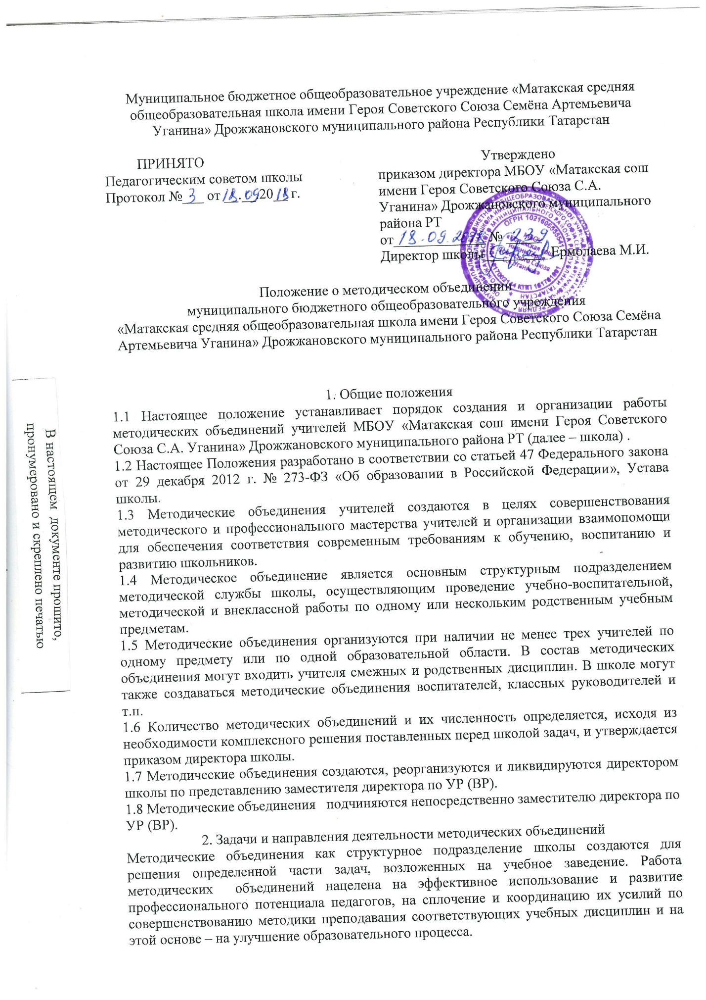 Муниципальное бюджетное общеобразовательное учреждение «Матакская средняя
общеобразовательная школа имени Героя Советского Союза Семёна Артемьевича
Уганина» Дрожжановского муниципального района Республики Татарстан
ПРИНЯТО
Педагогическим советом школы
Протокол № 3 от 18.09 2018 г.
Утверждено
приказом директора МБОУ «Матакская сош
имени Героя Советского Союза С.А.
Уганина» Дрожжановского муниципального
района РТ
от 18.09.2018 № 239
Директор школы Ермолаева М.И.
ОГРН 1021606555541
МБОУ
«Матакская сош
имени Героя
Советского Союза
С.А. Уганина»
Положение о методическом объединении
муниципального бюджетного общеобразовательного учреждения
«Матакская средняя общеобразовательная школа имени Героя Советского Союза Семёна
Артемьевича Уганина» Дрожжановского муниципального района Республики Татарстан
1. Общие положения
1.1 Настоящее положение устанавливает порядок создания и организации работы
методических объединений учителей МБОУ «Матакская сош имени Героя Советского
Союза С.А. Уганина» Дрожжановского муниципального района РТ (далее – школа) .
1.2 Настоящее Положения разработано в соответствии со статьей 47 Федерального закона
от 29 декабря 2012 г. № 273-ФЗ «Об образовании в Российской Федерации», Устава
школы.
1.3 Методические объединения учителей создаются в целях совершенствования
методического и профессионального мастерства учителей и организации взаимопомощи
для обеспечения соответствия современным требованиям к обучению, воспитанию и
развитию школьников.
1.4 Методическое объединение является основным структурным подразделением
методической службы школы, осуществляющим проведение учебно-воспитательной,
методической и внеклассной работы по одному или нескольким родственным учебным
предметам.
1.5 Методические объединения организуются при наличии не менее трех учителей по
одному предмету или по одной образовательной области. В состав методических
объединения могут входить учителя смежных и родственных дисциплин. В школе могут
также создаваться методические объединения воспитателей, классных руководителей и
т.п.
1.6 Количество методических объединений и их численность определяется, исходя из
необходимости комплексного решения поставленных перед школой задач, и утверждается
приказом директора школы.
1.7 Методические объединения создаются, реорганизуются и ликвидируются директором
школы по представлению заместителя директора по УР (ВР).
1.8 Методические объединения подчиняются непосредственно заместителю директора по
УР (ВР).
2. Задачи и направления деятельности методических объединений
Методические объединения как структурное подразделение школы создаются для
решения определенной части задач, возложенных на учебное заведение. Работа
методических объединений нацелена на эффективное использование и развитие
профессионального потенциала педагогов, на сплочение и координацию их усилий по
совершенствованию методики преподавания соответствующих учебных дисциплин и на
этой основе – на улучшение образовательного процесса.
В настоящем документе прошито,
пронумеровано и скреплено печатью